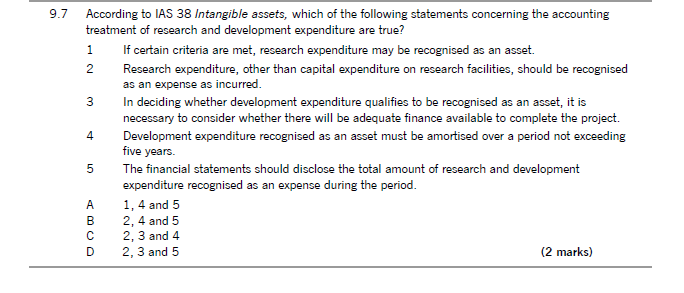 9.7 According to IAS 38 Intangible assets, which of the following statements concerning the accounting
treatment of research and development expenditure are true?
1 If certain criteria are met, research expenditure may be recognised as an asset.
2 Research expenditure, other than capital expenditure on research facilities, should be recognised
as an expense as incurred.
3 In deciding whether development expenditure qualifies to be recognised as an asset, it is
necessary to consider whether there will be adequate finance available to complete the project.
4 Development expenditure recognised as an asset must be amortised over a period not exceeding
five years.
5 The financial statements should disclose the total amount of research and development
expenditure recognised as an expense during the period.
A 1, 4 and 5
B 2, 4 and 5
C 2, 3 and 4
D 2, 3 and 5 (2 marks)